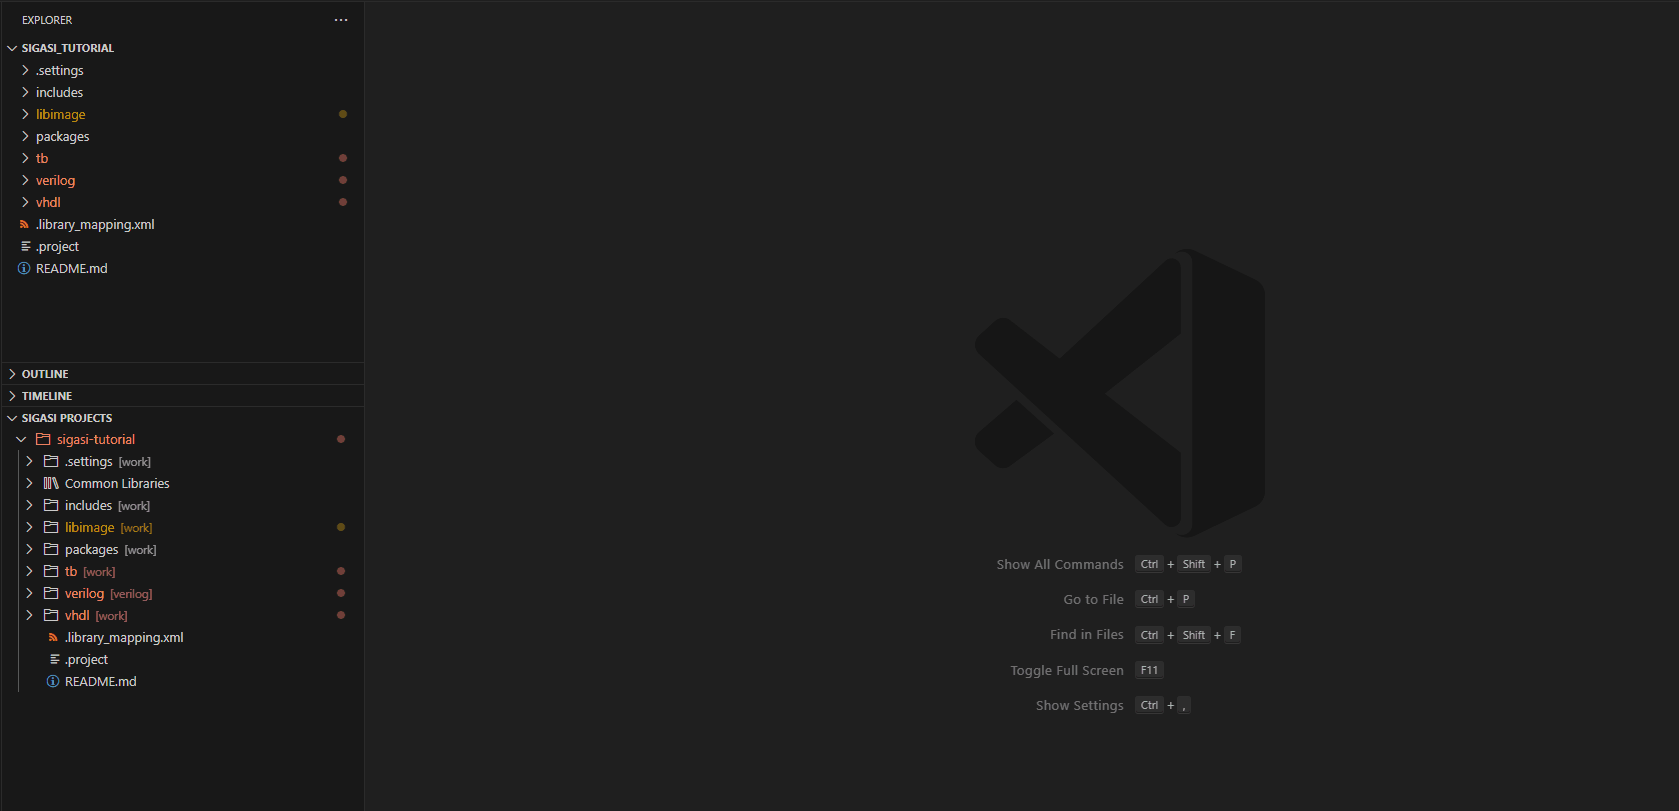 EXPLORER
SIGASI_TUTORIAL
.settings
includes
libimage
packages
tb
verilog
vhdl
.library_mapping.xml
.project
README.md
OUTLINE
TIMELINE
SIGASI PROJECTS
sigasi-tutorial
.settings [work]
Common Libraries
includes [work]
libimage [work]
packages [work]
tb [work]
verilog [verilog]
vhdl [work]
.library_mapping.xml
.project
README.md
Show All Commands Ctrl + Shift + P
Go to File Ctrl + P
Find in Files Ctrl + Shift + F
Toggle Full Screen F11
Show Settings Ctrl + ,